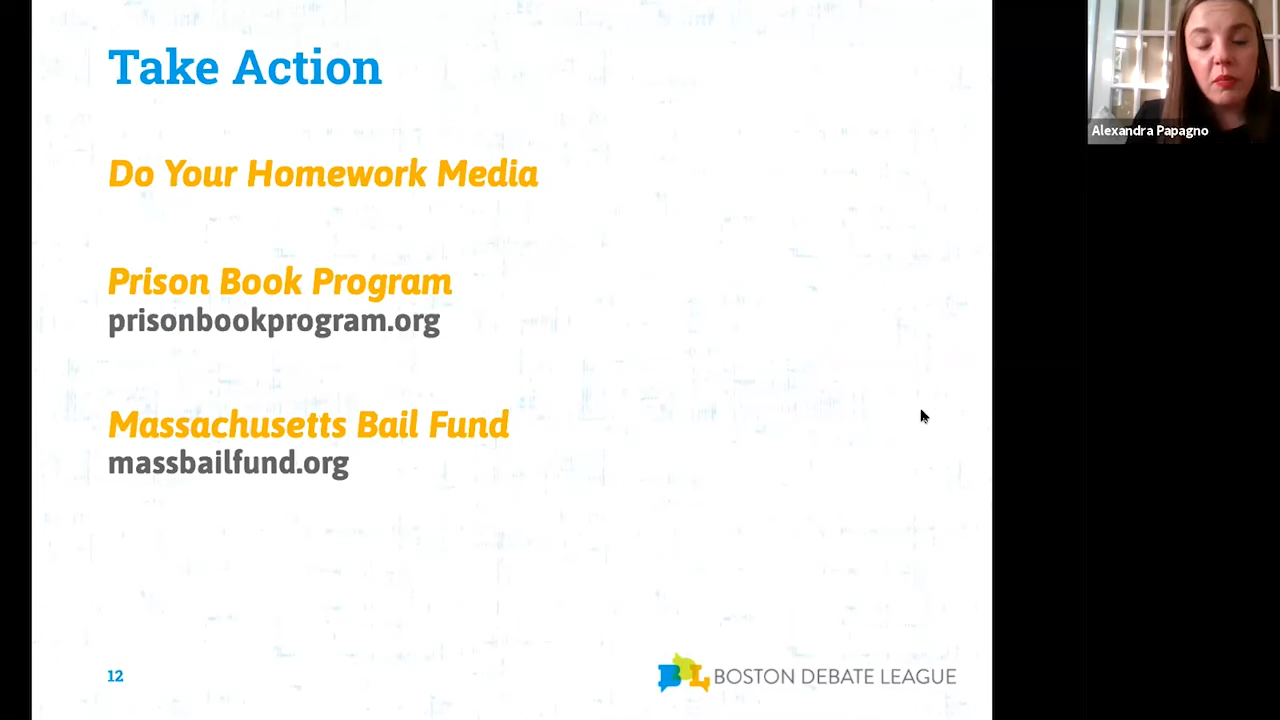 Take Action
Do Your Homework Media
Prison Book Program
prisonbookprogram.org
Massachusetts Bail Fund
massbailfund.org
12
BDL BOSTON DEBATE LEAGUE
Alexandra Papagno